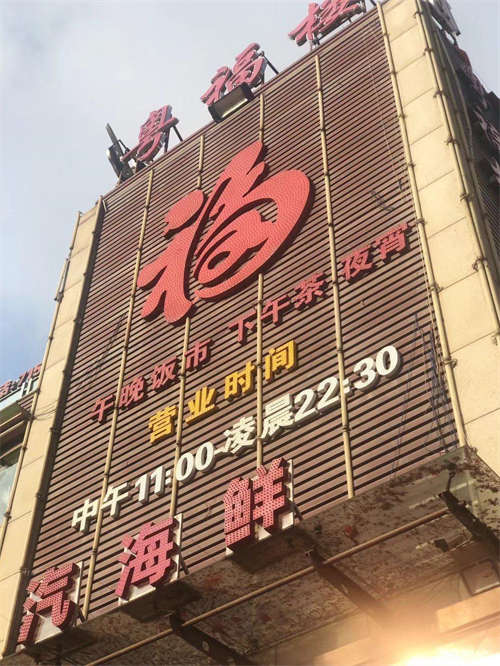 粤福楼
福
午晚饭市 下午茶 夜宵
营业时间
中午11:00-凌晨22:30
汽海鲜